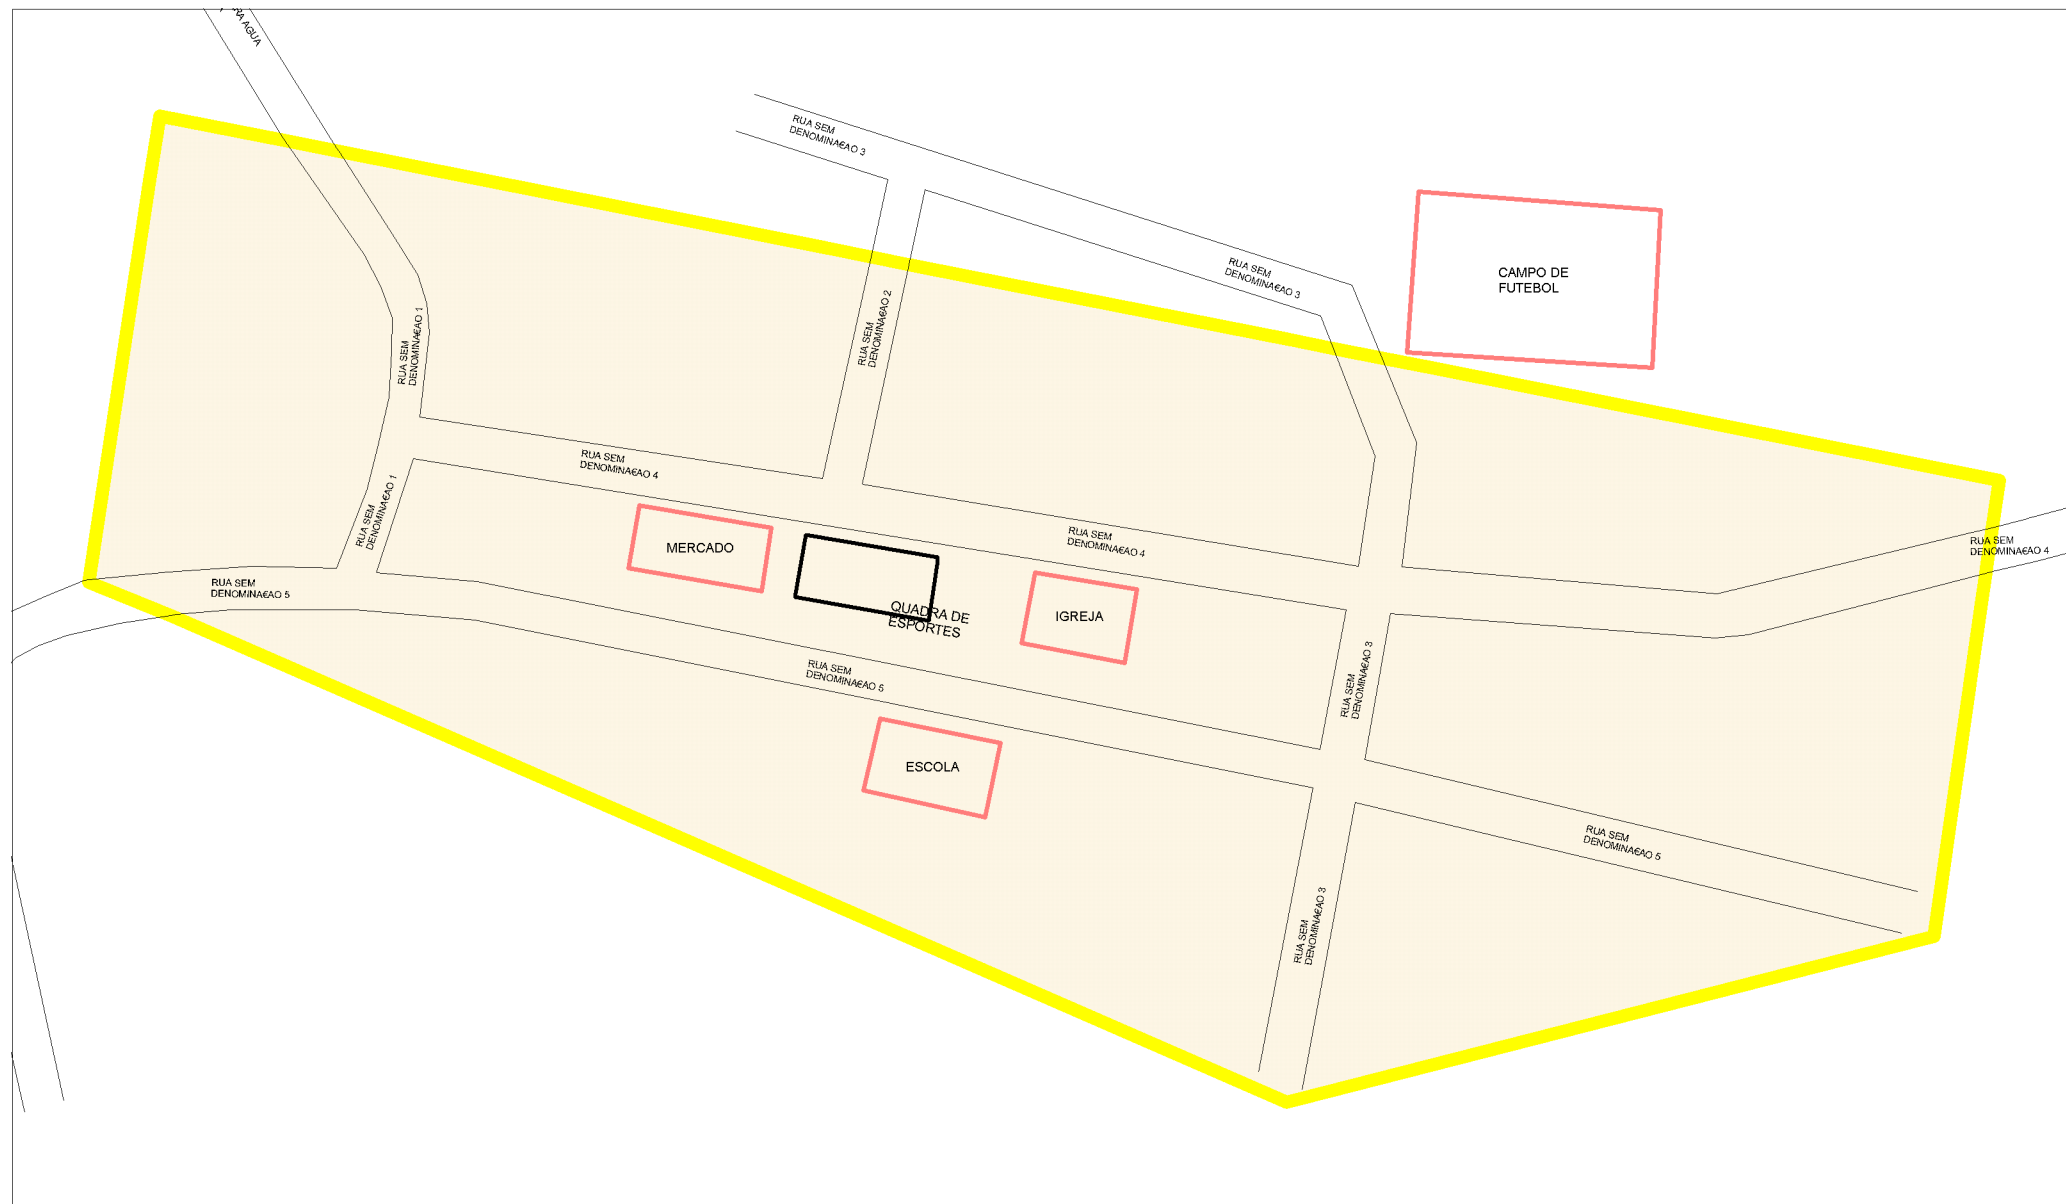 RA AGUA
RUA SEM
DENOMINA€AO 3
RUA SEM
DENOMINA€AO 3
CAMPO DE
FUTEBOL
RUA SEM
DENOMINA€AO 1
RUA SEM
DENOMINA€AO 2
RUA SEM
DENOMINA€AO 4
RUA SEM
DENOMINA€AO 1
MERCADO
RUA SEM
DENOMINA€AO 4
RUA SEM
DENOMINA€AO 4
RUA SEM
DENOMINA€AO 5
QUADRA DE
ESPORTES
IGREJA
RUA SEM
DENOMINA€AO 3
RUA SEM
DENOMINA€AO 5
ESCOLA
RUA SEM
DENOMINA€AO 5
RUA SEM
DENOMINA€AO 3